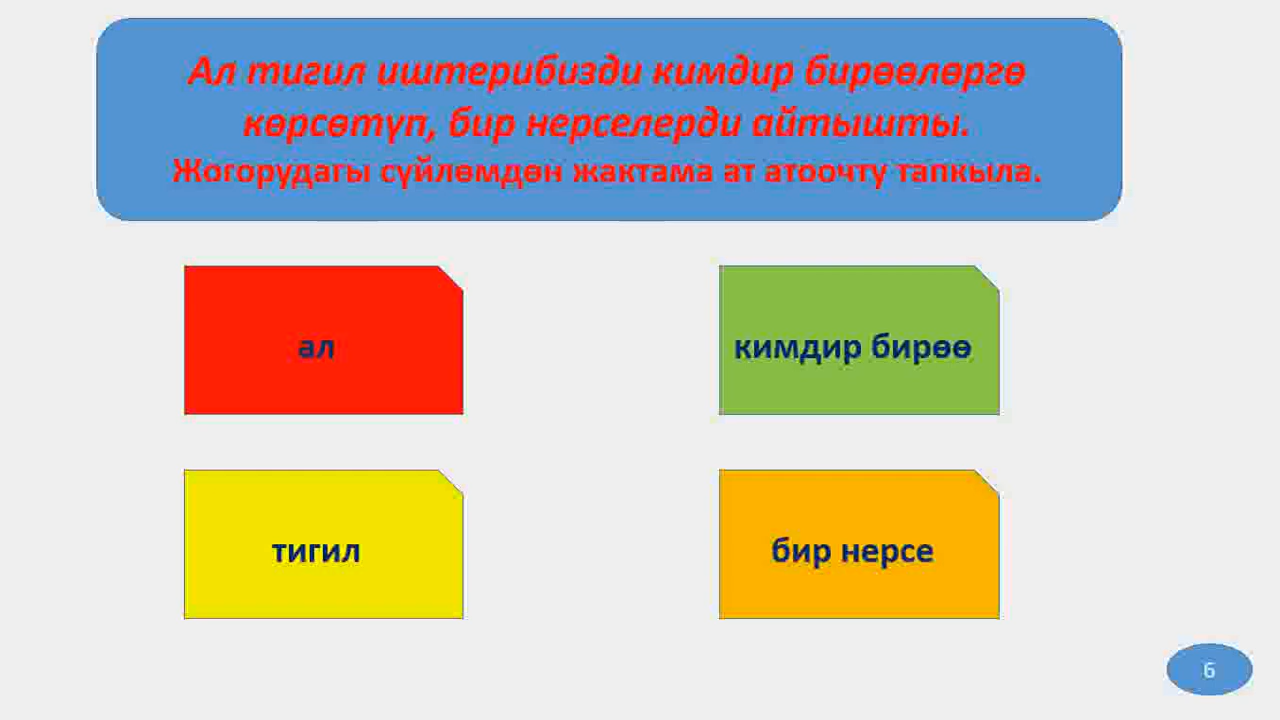 Ал тигил иштерибизди кимдир бирөөлөргө
көрсөтүп, бир нерселерди айтышты.
Жогорудагы сүйлөмдөн жактама ат атоочту тапкыла.
ал
кимдир бирөө
тигил
бир нерсе
6